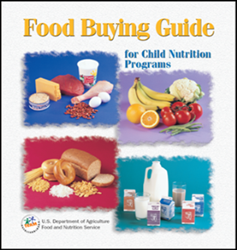 Food Buying Guide
for Child Nutrition
Programs
U.S. Department of Agriculture
Food and Nutrition Service